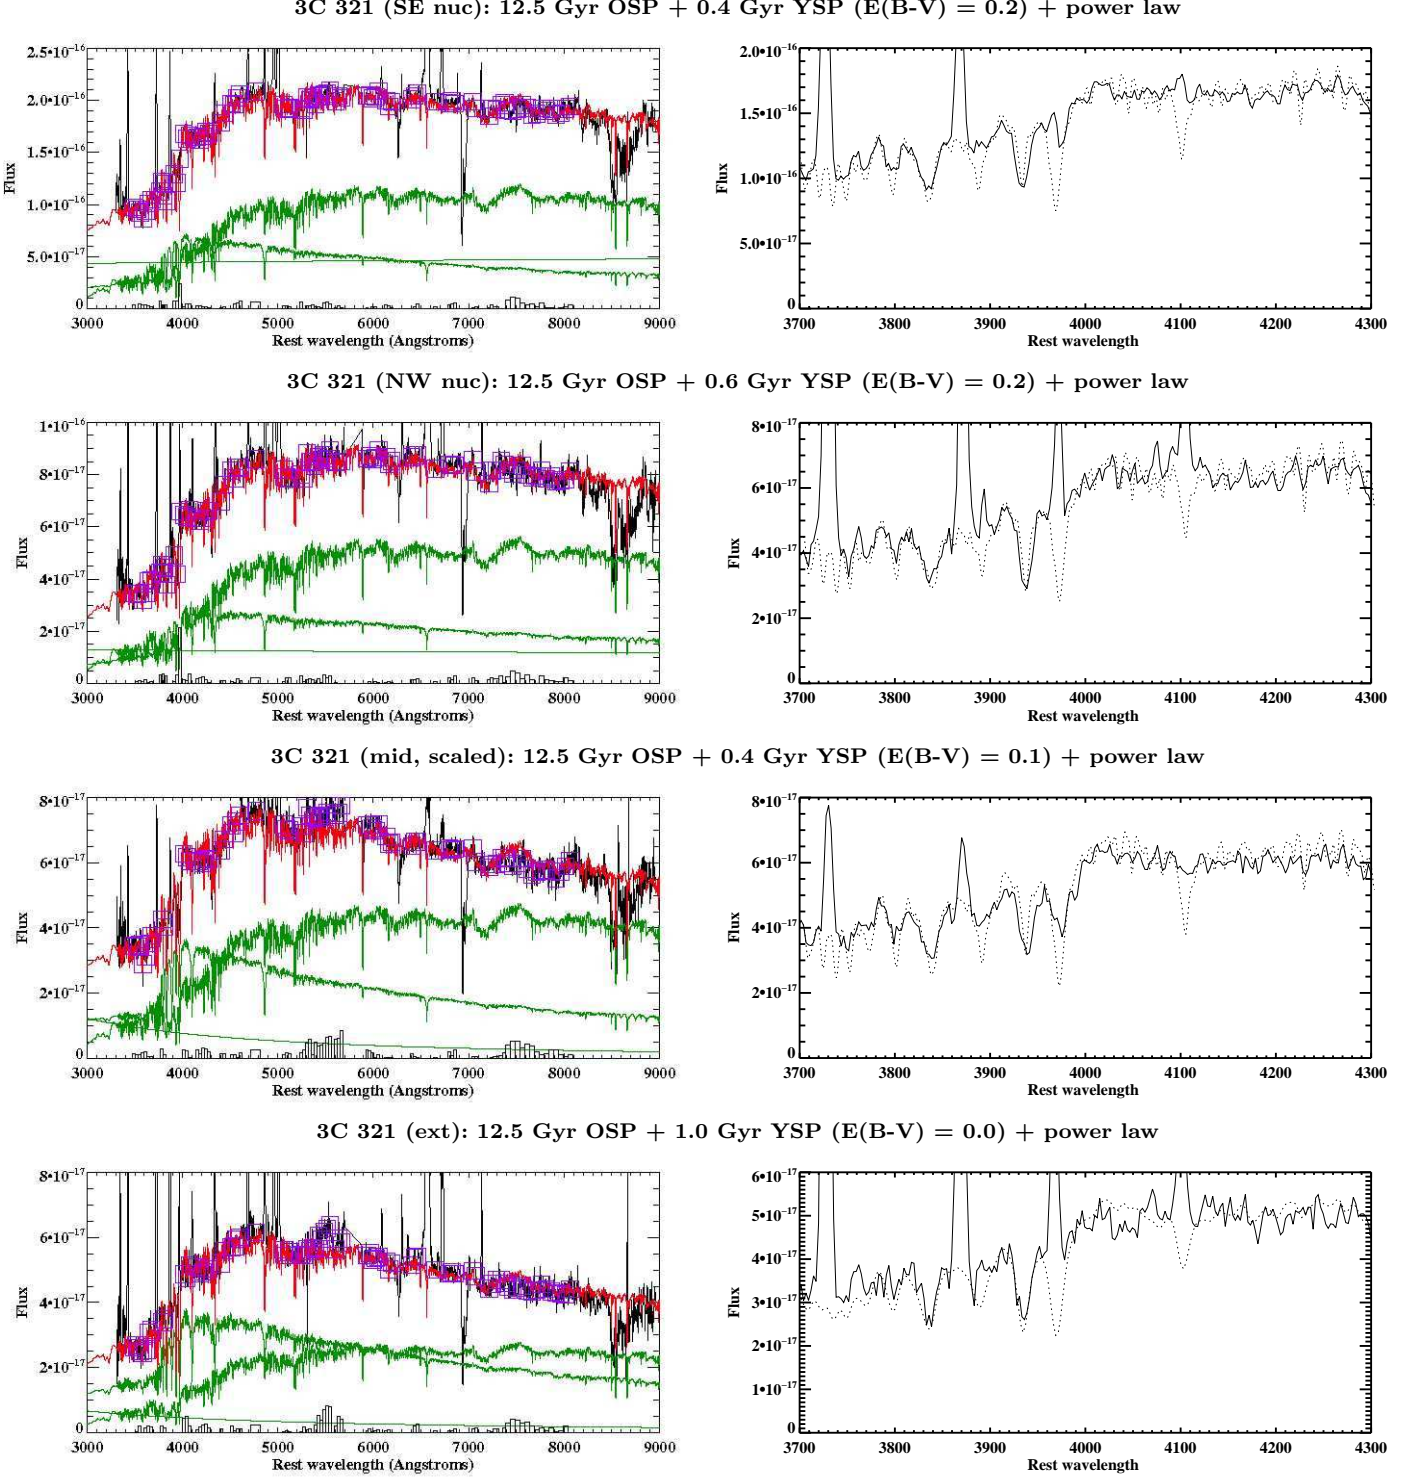 3C 321 (SE nuc): 12.5 Gyr OSP + 0.4 Gyr YSP (E(B-V) = 0.2) + power law
2.5•10⁻¹⁶
2.0•10⁻¹⁶
1.5•10⁻¹⁶
1.0•10⁻¹⁶
5.0•10⁻¹⁷
0
Flux
3000 4000 5000 6000 7000 8000 9000
Rest wavelength (Angstroms)
2.0•10⁻¹⁶
1.5•10⁻¹⁶
1.0•10⁻¹⁶
5.0•10⁻¹⁷
0
Flux
3700 3800 3900 4000 4100 4200 4300
Rest wavelength
3C 321 (NW nuc): 12.5 Gyr OSP + 0.6 Gyr YSP (E(B-V) = 0.2) + power law
1•10⁻¹⁶
8•10⁻¹⁷
6•10⁻¹⁷
4•10⁻¹⁷
2•10⁻¹⁷
0
Flux
3000 4000 5000 6000 7000 8000 9000
Rest wavelength (Angstroms)
8•10⁻¹⁷
6•10⁻¹⁷
4•10⁻¹⁷
2•10⁻¹⁷
0
Flux
3700 3800 3900 4000 4100 4200 4300
Rest wavelength
3C 321 (mid, scaled): 12.5 Gyr OSP + 0.4 Gyr YSP (E(B-V) = 0.1) + power law
8•10⁻¹⁷
6•10⁻¹⁷
4•10⁻¹⁷
2•10⁻¹⁷
0
Flux
3000 4000 5000 6000 7000 8000 9000
Rest wavelength (Angstroms)
8•10⁻¹⁷
6•10⁻¹⁷
4•10⁻¹⁷
2•10⁻¹⁷
0
Flux
3700 3800 3900 4000 4100 4200 4300
Rest wavelength
3C 321 (ext): 12.5 Gyr OSP + 1.0 Gyr YSP (E(B-V) = 0.0) + power law
8•10⁻¹⁷
6•10⁻¹⁷
4•10⁻¹⁷
2•10⁻¹⁷
0
Flux
3000 4000 5000 6000 7000 8000 9000
Rest wavelength (Angstroms)
6•10⁻¹⁷
5•10⁻¹⁷
4•10⁻¹⁷
3•10⁻¹⁷
2•10⁻¹⁷
1•10⁻¹⁷
0
Flux
3700 3800 3900 4000 4100 4200 4300
Rest wavelength